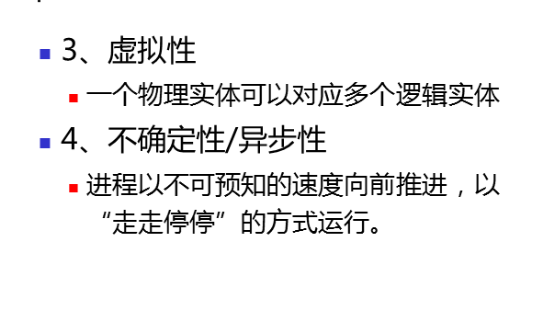 3、虚拟性
一个物理实体可以对应多个逻辑实体
4、不确定性/异步性
进程以不可预知的速度向前推进，以
“走走停停”的方式运行。